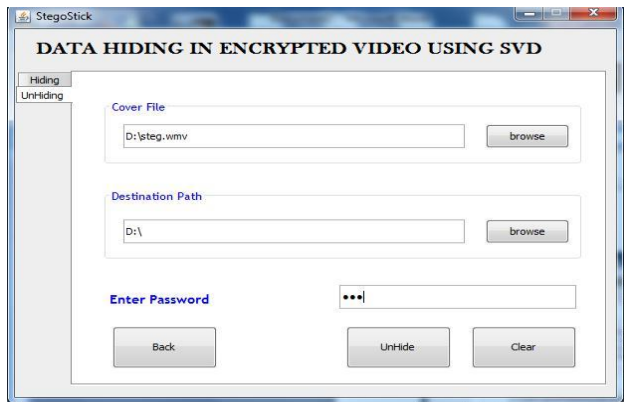 StegoStick
DATA HIDING IN ENCRYPTED VIDEO USING SVD
Hiding
UnHiding
Cover File
D:\steg.wmv
browse
Destination Path
D:\
browse
Enter Password
•••
Back
UnHide
Clear